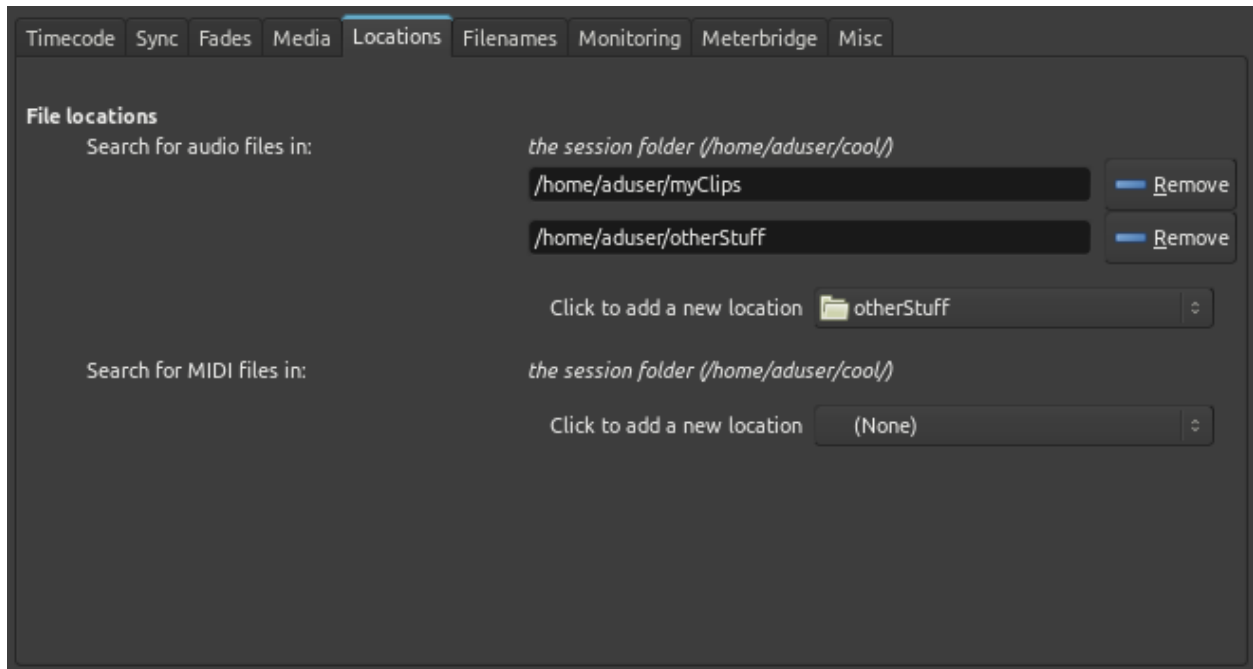 Timecode Sync Fades Media Locations Filenames Monitoring Meterbridge Misc
File locations
Search for audio files in: the session folder (/home/aduser/cool/)
/home/aduser/myClips Remove
/home/aduser/otherStuff Remove
Click to add a new location otherStuff
Search for MIDI files in: the session folder (/home/aduser/cool/)
Click to add a new location (None)